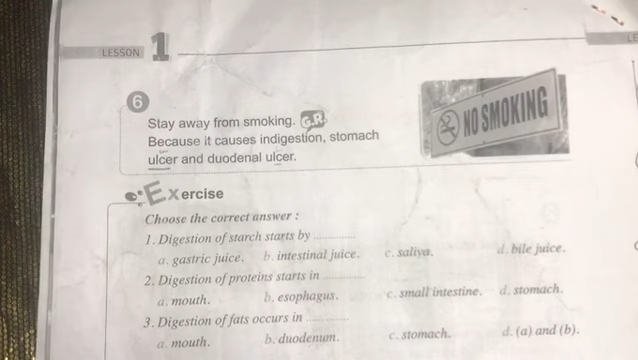 LESSON 1
LE
6
Stay away from smoking. G.R.
Because it causes indigestion, stomach
ulcer and duodenal ulcer.
NO SMOKING
Exercise
Choose the correct answer :
1. Digestion of starch starts by ............
a. gastric juice. b. intestinal juice. c. saliva. d. bile juice.
2. Digestion of proteins starts in ............
a. mouth. b. esophagus. c. small intestine. d. stomach.
3. Digestion of fats occurs in ............
a. mouth. b. duodenum. c. stomach. d. (a) and (b).